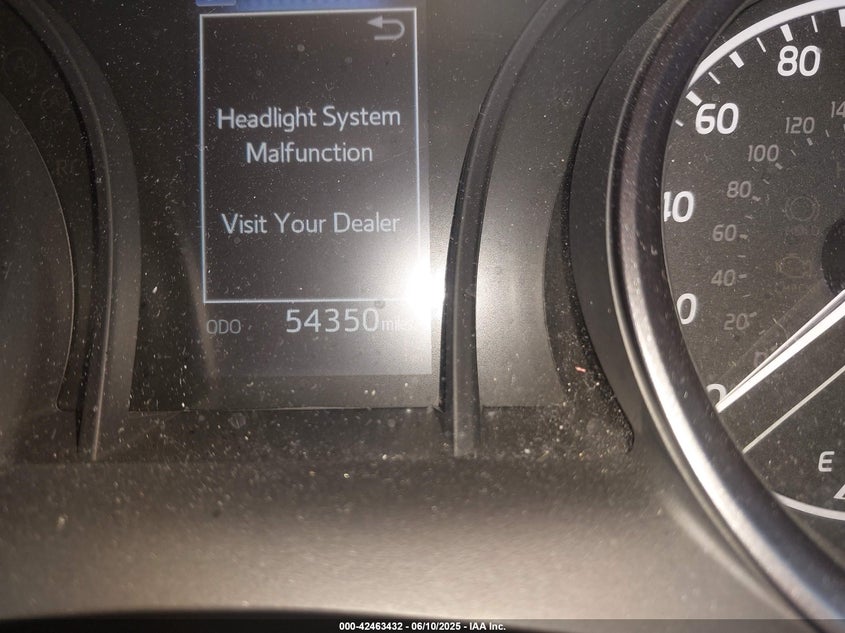 Headlight System
Malfunction
Visit Your Dealer
ODO 54350 miles
80
60
120
100
80
60
40
20
E
000-42463432 - 06/10/2025 - IAA Inc.